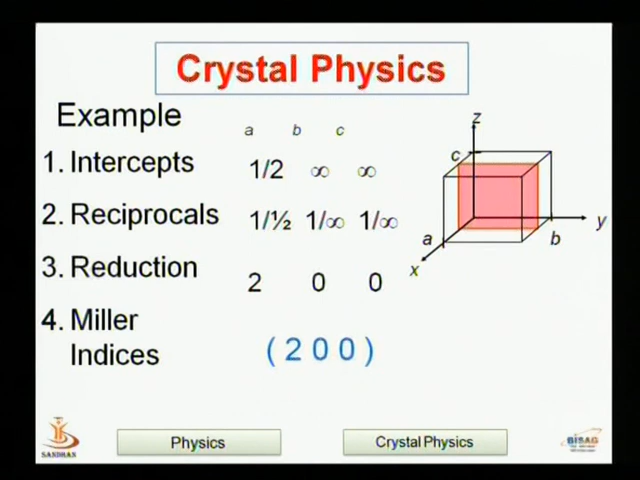 Crystal Physics
Example
a b c
1. Intercepts 1/2 ∞ ∞
2. Reciprocals 1/½ 1/∞ 1/∞
3. Reduction 2 0 0
4. Miller
Indices
( 2 0 0 )
z
c
y
a
b
x
SANDHAN
Physics
Crystal Physics
BISAG